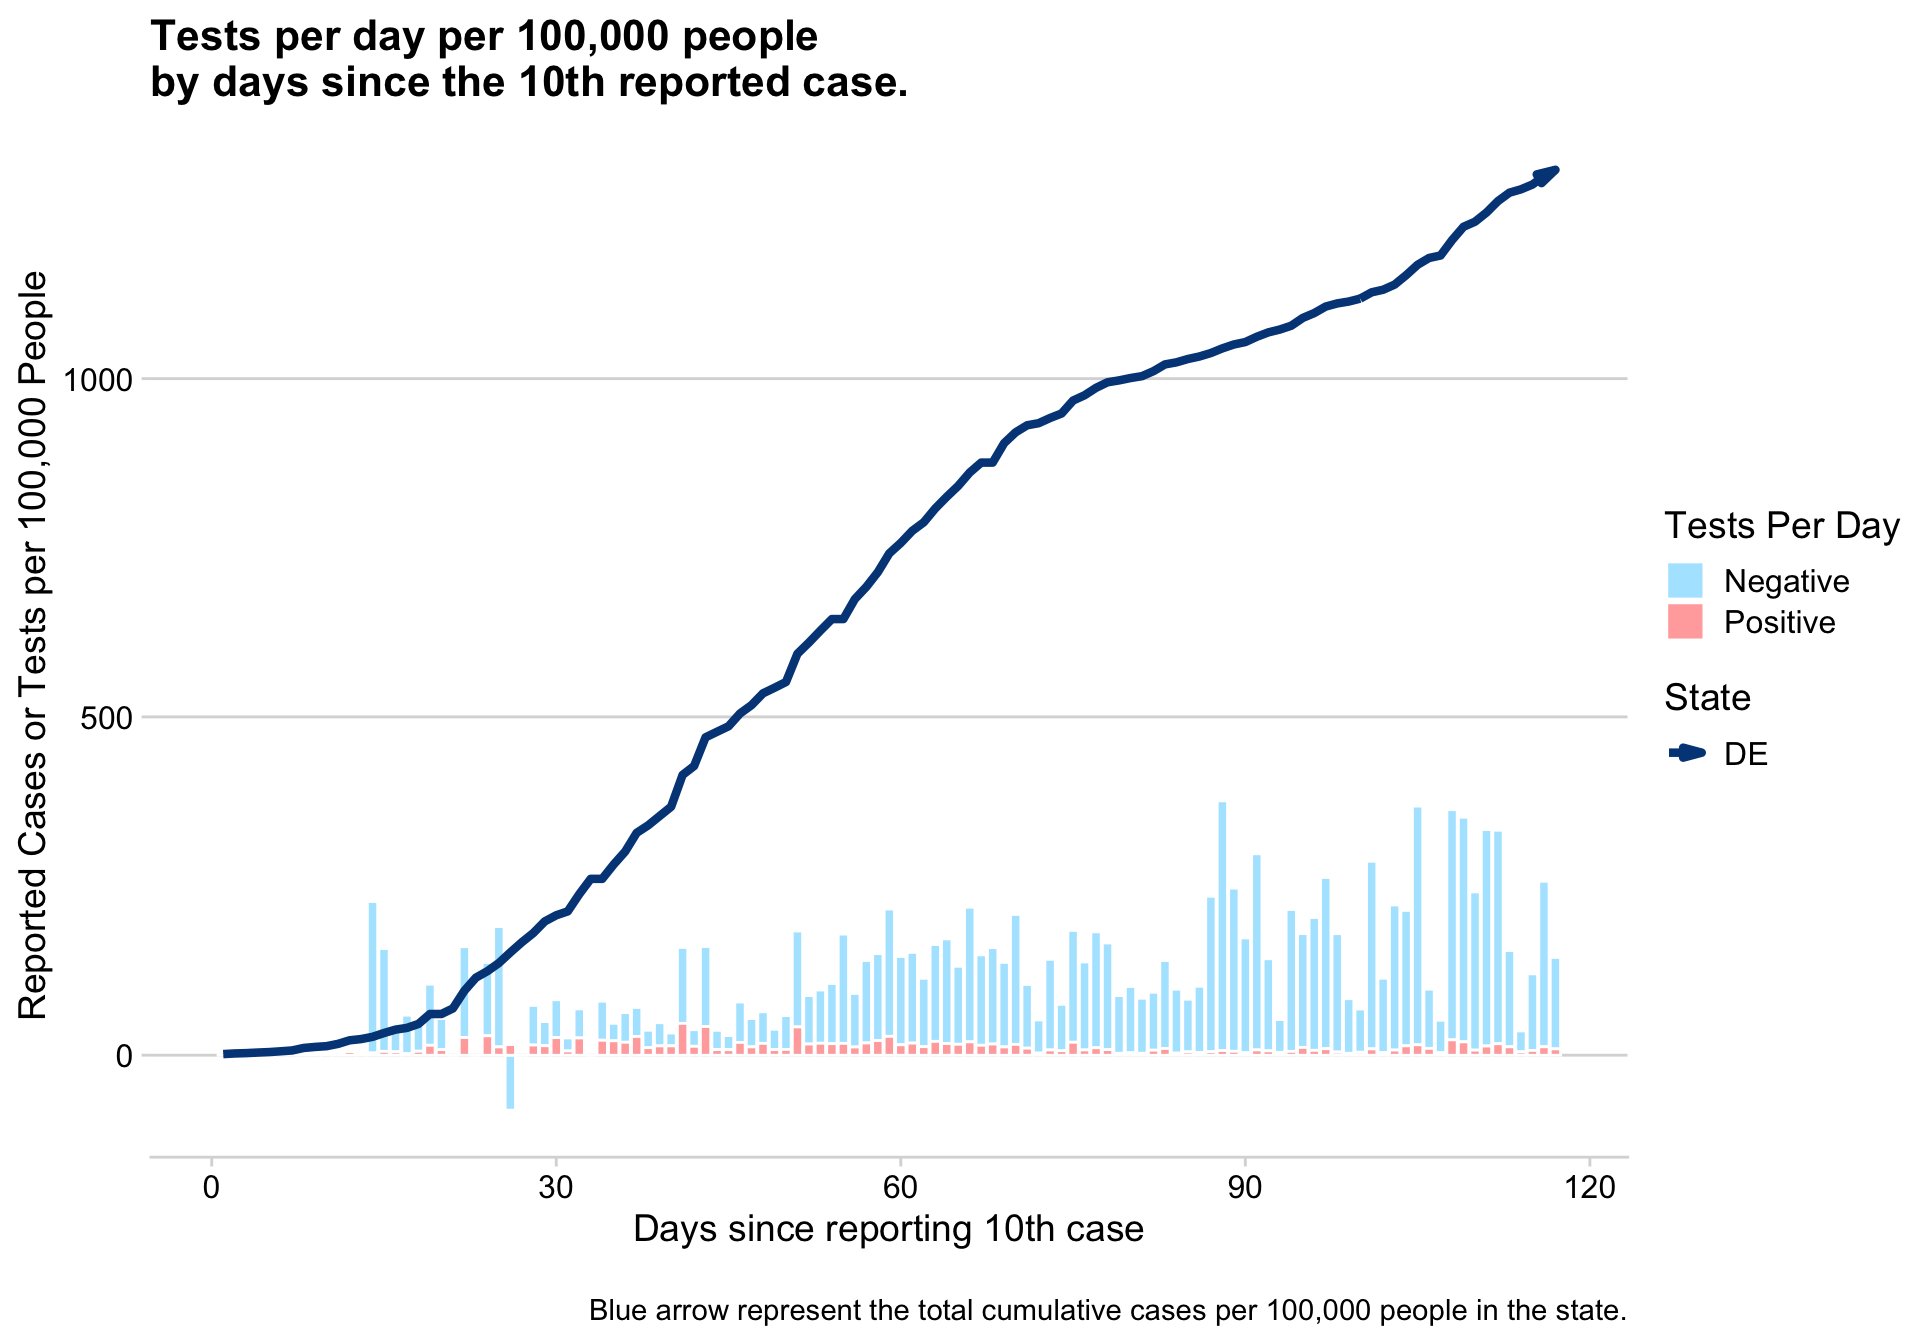 Tests per day per 100,000 people
by days since the 10th reported case.
Reported Cases or Tests per 100,000 People
1000
500
0
0
30
60
90
120
Days since reporting 10th case
Tests Per Day
Negative
Positive
State
DE
Blue arrow represent the total cumulative cases per 100,000 people in the state.